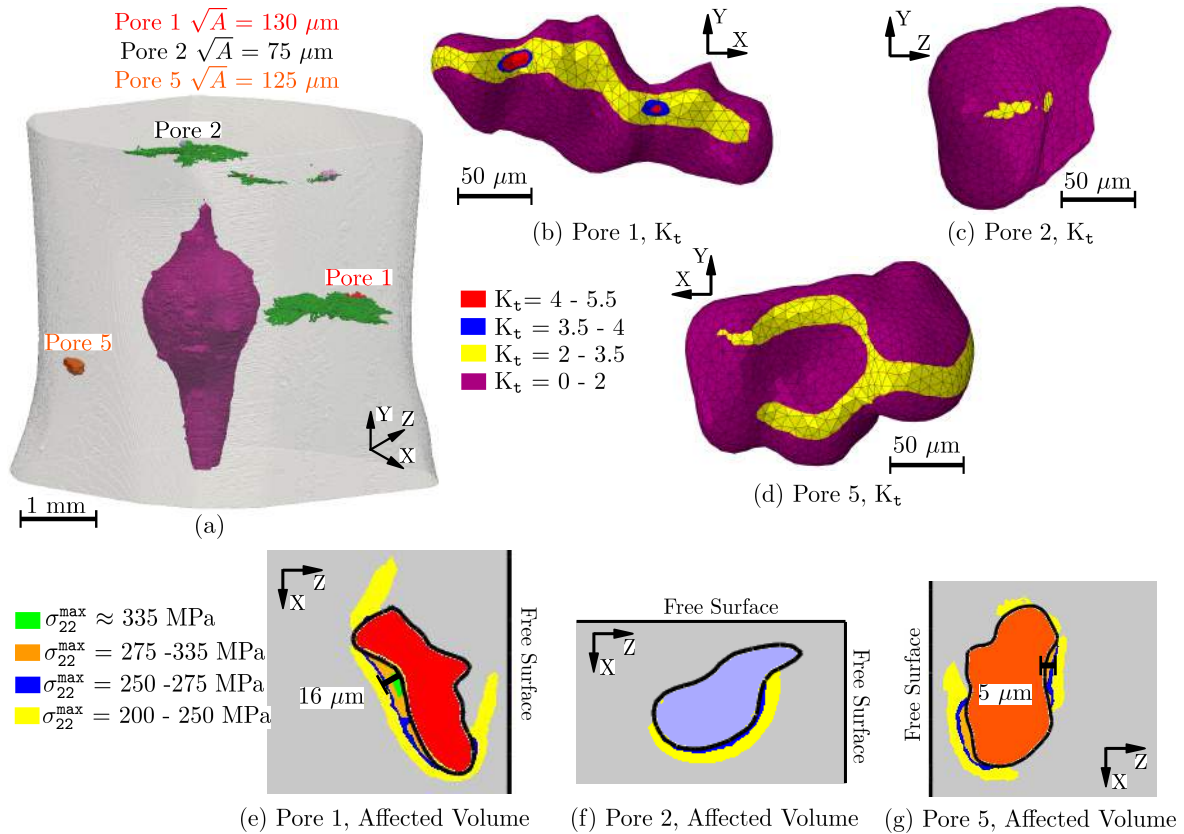 Pore 1 √A = 130 μm
Pore 2 √A = 75 μm
Pore 5 √A = 125 μm
Pore 2
Pore 1
Pore 5
Y
Z
X
1 mm
(a)
Y
X
50 μm
(b) Pore 1, Kt
Y
Z
50 μm
(c) Pore 2, Kt
Kt= 4 - 5.5
Kt = 3.5 - 4
Kt = 2 - 3.5
Kt = 0 - 2
Y
X
50 μm
(d) Pore 5, Kt
σ22max ≈ 335 MPa
σ22max = 275 -335 MPa
σ22max = 250 -275 MPa
σ22max = 200 - 250 MPa
Z
X
16 μm
Free Surface
(e) Pore 1, Affected Volume
Free Surface
Z
X
Free Surface
(f) Pore 2, Affected Volume
Free Surface
5 μm
Z
X
(g) Pore 5, Affected Volume